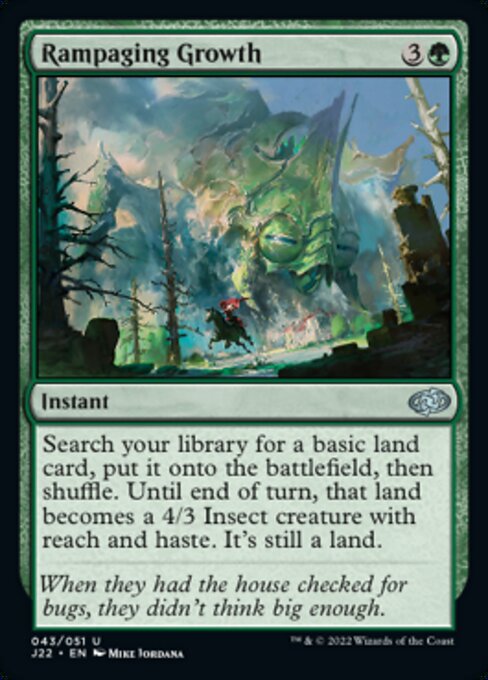 Rampaging Growth 3
Instant
Search your library for a basic land
card, put it onto the battlefield, then
shuffle. Until end of turn, that land
becomes a 4/3 Insect creature with
reach and haste. It's still a land.
When they had the house checked for
bugs, they didn't think big enough.
043/051 U
J22 • EN Mike Jordana
™ & © 2022 Wizards of the Coast